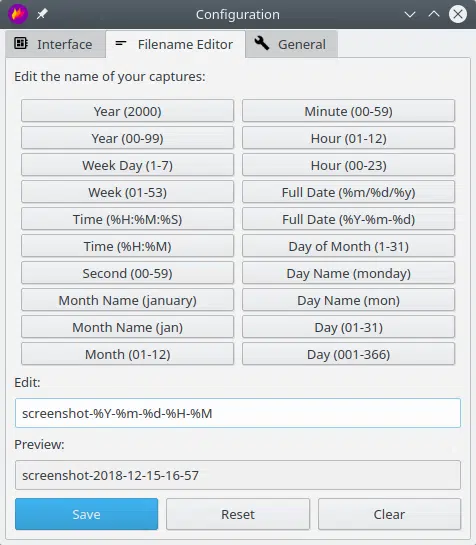 Configuration
Interface Filename Editor General
Edit the name of your captures:
Year (2000) Minute (00-59)
Year (00-99) Hour (01-12)
Week Day (1-7) Hour (00-23)
Week (01-53) Full Date (%m/%d/%y)
Time (%H:%M:%S) Full Date (%Y-%m-%d)
Time (%H:%M) Day of Month (1-31)
Second (00-59) Day Name (monday)
Month Name (january) Day Name (mon)
Month Name (jan) Day (01-31)
Month (01-12) Day (001-366)
Edit:
screenshot-%Y-%m-%d-%H-%M
Preview:
screenshot-2018-12-15-16-57
Save Reset Clear